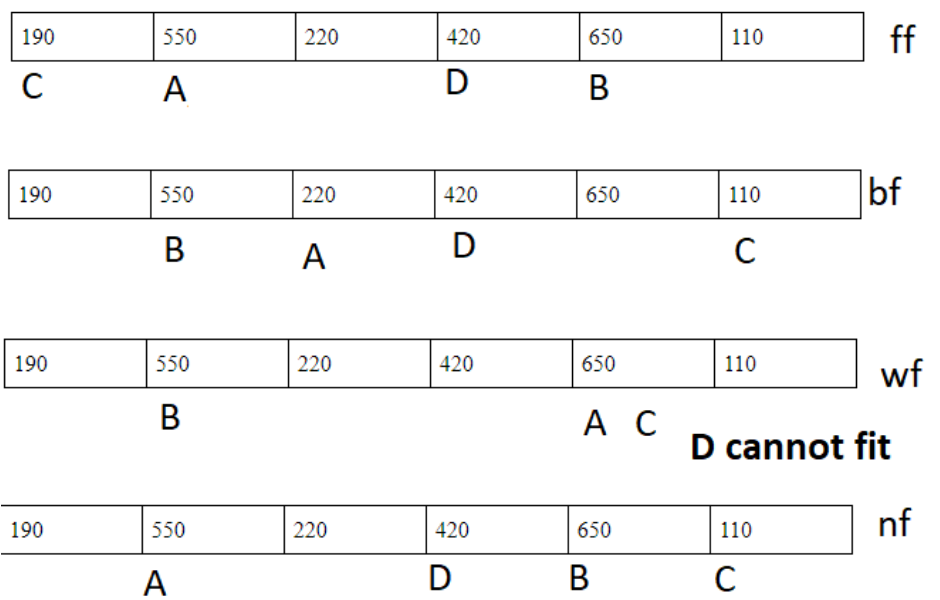 190 550 220 420 650 110 ff
C A D B
190 550 220 420 650 110 bf
B A D C
190 550 220 420 650 110 wf
B A C
D cannot fit
190 550 220 420 650 110 nf
A D B C